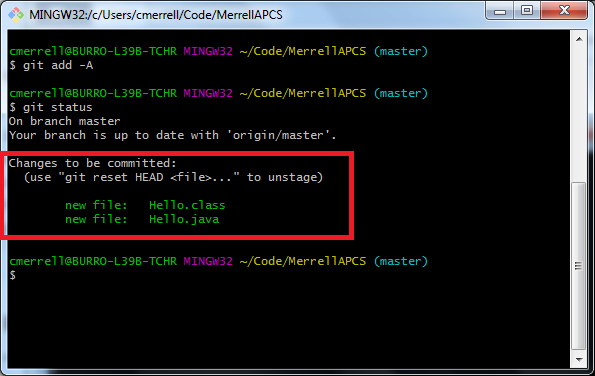 MINGW32:/c/Users/cmerrell/Code/MerrellAPCS
cmerrell@BURRO-L39B-TCHR MINGW32 ~/Code/MerrellAPCS (master)
$ git add -A
cmerrell@BURRO-L39B-TCHR MINGW32 ~/Code/MerrellAPCS (master)
$ git status
On branch master
Your branch is up to date with 'origin/master'.
Changes to be committed:
  (use "git reset HEAD <file>..." to unstage)
        new file:   Hello.class
        new file:   Hello.java
cmerrell@BURRO-L39B-TCHR MINGW32 ~/Code/MerrellAPCS (master)
$